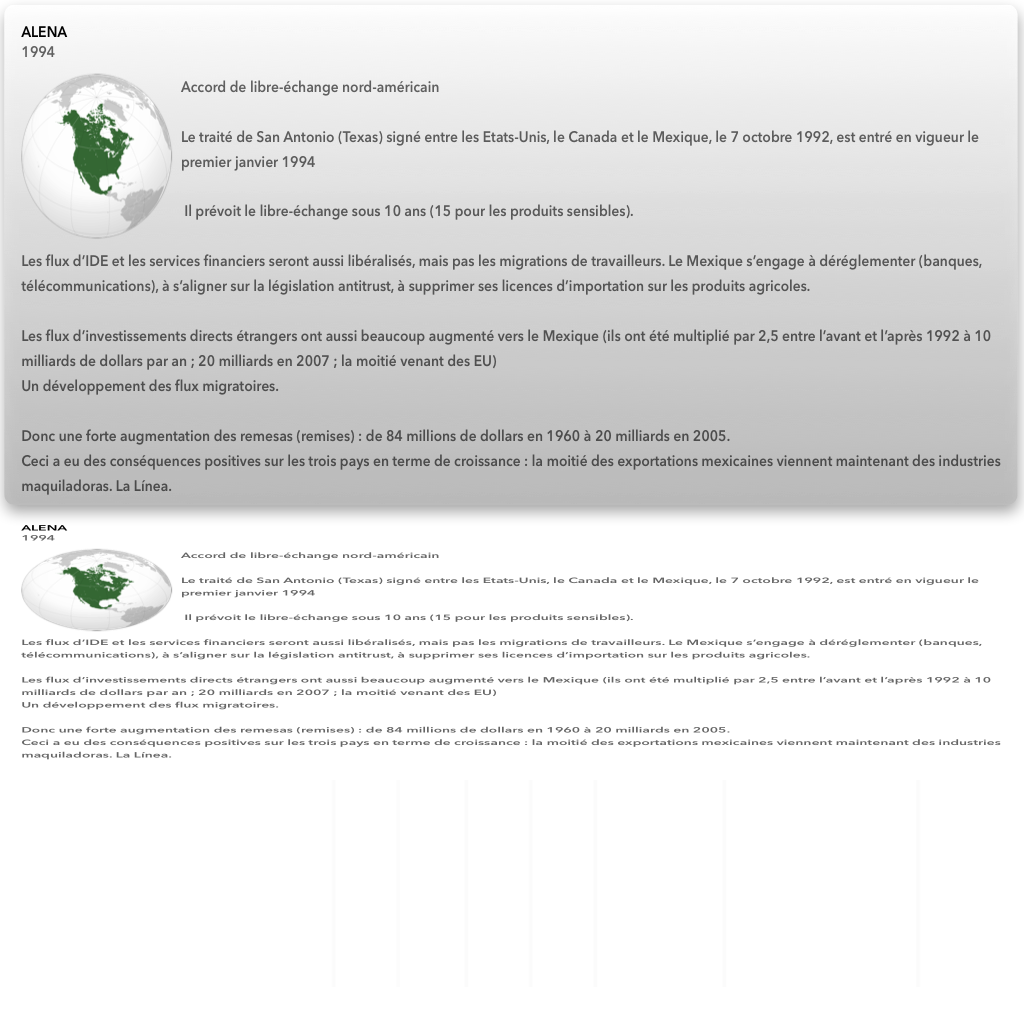 ALENA
1994
Accord de libre-échange nord-américain
Le traité de San Antonio (Texas) signé entre les Etats-Unis, le Canada et le Mexique, le 7 octobre 1992, est entré en vigueur le
premier janvier 1994
Il prévoit le libre-échange sous 10 ans (15 pour les produits sensibles).
Les flux d’IDE et les services financiers seront aussi libéralisés, mais pas les migrations de travailleurs. Le Mexique s’engage à déréglementer (banques,
télécommunications), à s’aligner sur la législation antitrust, à supprimer ses licences d’importation sur les produits agricoles.
Les flux d’investissements directs étrangers ont aussi beaucoup augmenté vers le Mexique (ils ont été multiplié par 2,5 entre l’avant et l’après 1992 à 10
milliards de dollars par an ; 20 milliards en 2007 ; la moitié venant des EU)
Un développement des flux migratoires.
Donc une forte augmentation des remesas (remises) : de 84 millions de dollars en 1960 à 20 milliards en 2005.
Ceci a eu des conséquences positives sur les trois pays en terme de croissance : la moitié des exportations mexicaines viennent maintenant des industries
maquiladoras. La Línea.
ALENA
1994
Accord de libre-échange nord-américain
Le traité de San Antonio (Texas) signé entre les Etats-Unis, le Canada et le Mexique, le 7 octobre 1992, est entré en vigueur le
premier janvier 1994
Il prévoit le libre-échange sous 10 ans (15 pour les produits sensibles).
Les flux d’IDE et les services financiers seront aussi libéralisés, mais pas les migrations de travailleurs. Le Mexique s’engage à déréglementer (banques,
télécommunications), à s’aligner sur la législation antitrust, à supprimer ses licences d’importation sur les produits agricoles.
Les flux d’investissements directs étrangers ont aussi beaucoup augmenté vers le Mexique (ils ont été multiplié par 2,5 entre l’avant et l’après 1992 à 10
milliards de dollars par an ; 20 milliards en 2007 ; la moitié venant des EU)
Un développement des flux migratoires.
Donc une forte augmentation des remesas (remises) : de 84 millions de dollars en 1960 à 20 milliards en 2005.
Ceci a eu des conséquences positives sur les trois pays en terme de croissance : la moitié des exportations mexicaines viennent maintenant des industries
maquiladoras. La Línea.